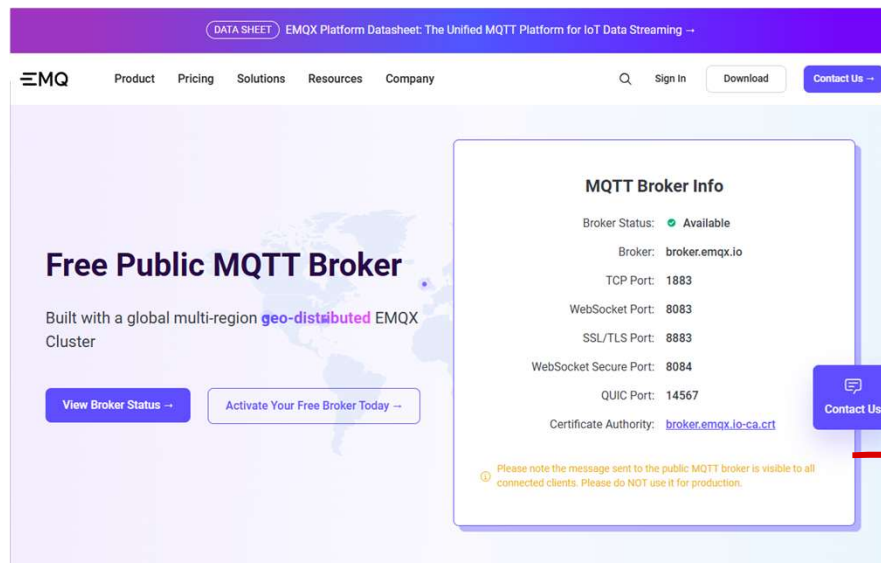 DATA SHEET EMQX Platform Datasheet: The Unified MQTT Platform for IoT Data Streaming →
EMQ Product Pricing Solutions Resources Company Sign In Download Contact Us →
Free Public MQTT Broker
Built with a global multi-region geo-distributed EMQX
Cluster
View Broker Status → Activate Your Free Broker Today →
MQTT Broker Info
Broker Status: Available
Broker: broker.emqx.io
TCP Port: 1883
WebSocket Port: 8083
SSL/TLS Port: 8883
WebSocket Secure Port: 8084
QUIC Port: 14567
Certificate Authority: broker.emqx.io-ca.crt
Please note the message sent to the public MQTT broker is visible to all
connected clients. Please do NOT use it for production.
Contact Us